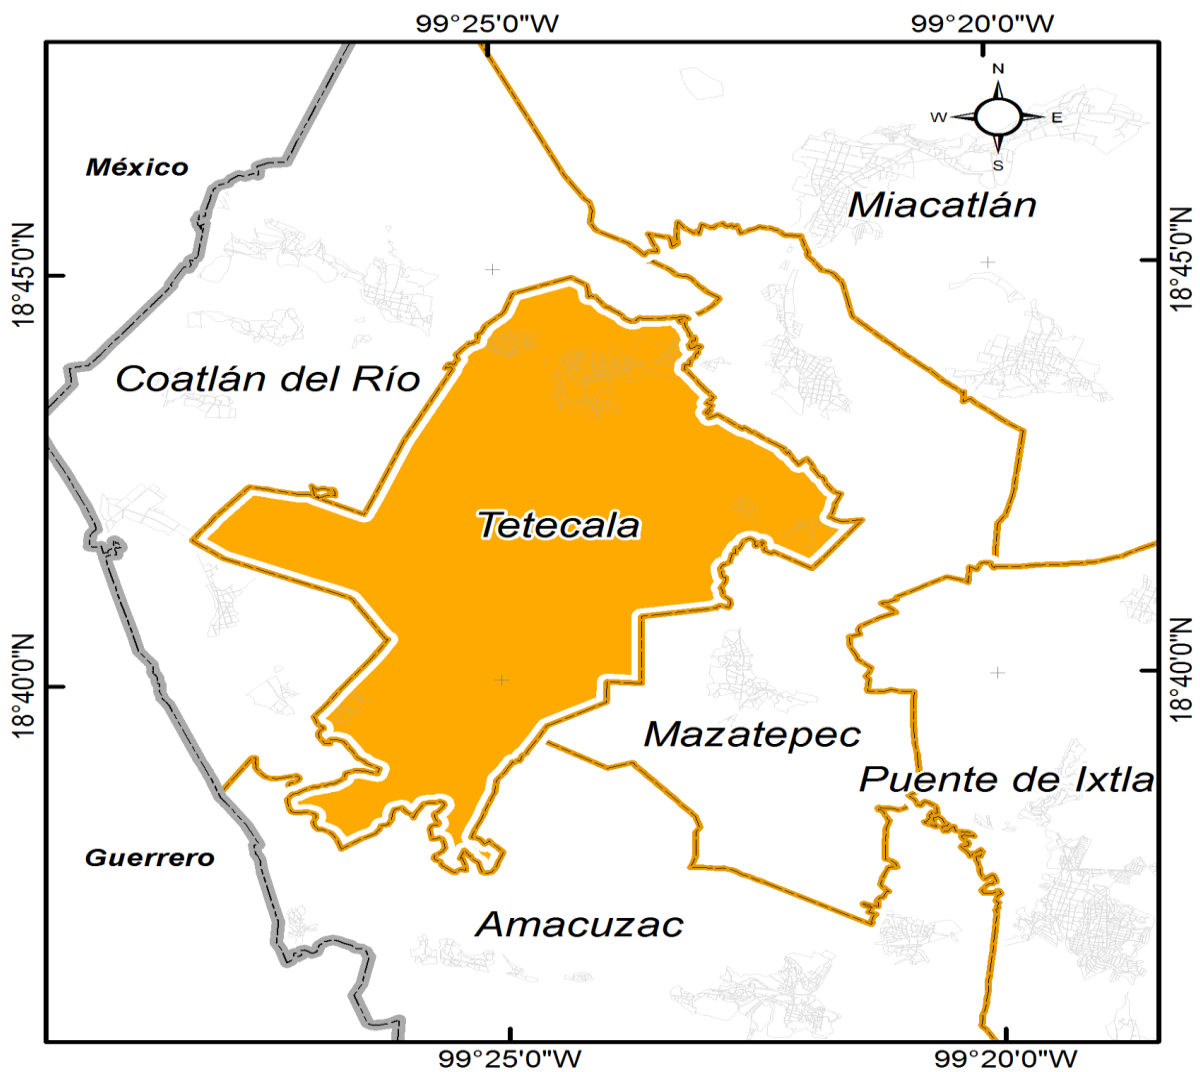 99°25'0"W
99°20'0"W
N
W
E
S
México
Miacatlán
18°45'0"N
18°45'0"N
Coatlán del Río
Tetecala
18°40'0"N
18°40'0"N
Mazatepec
Puente de Ixtla
Guerrero
Amacuzac
99°25'0"W
99°20'0"W